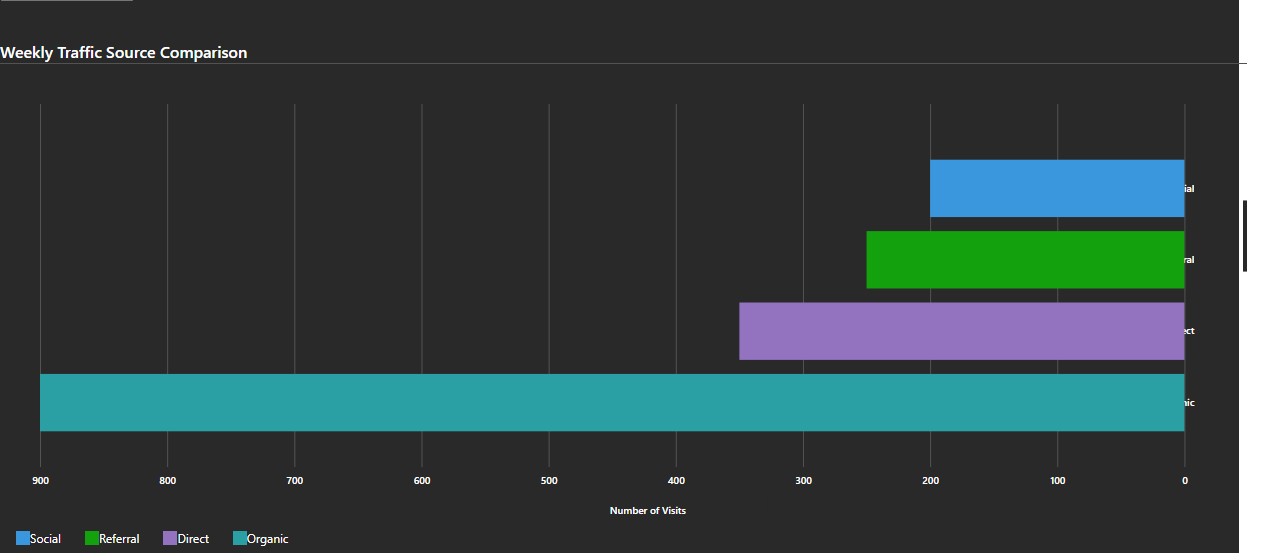 Weekly Traffic Source Comparison
ial
ral
ect
nic
900 800 700 600 500 400 300 200 100 0
Number of Visits
Social Referral Direct Organic